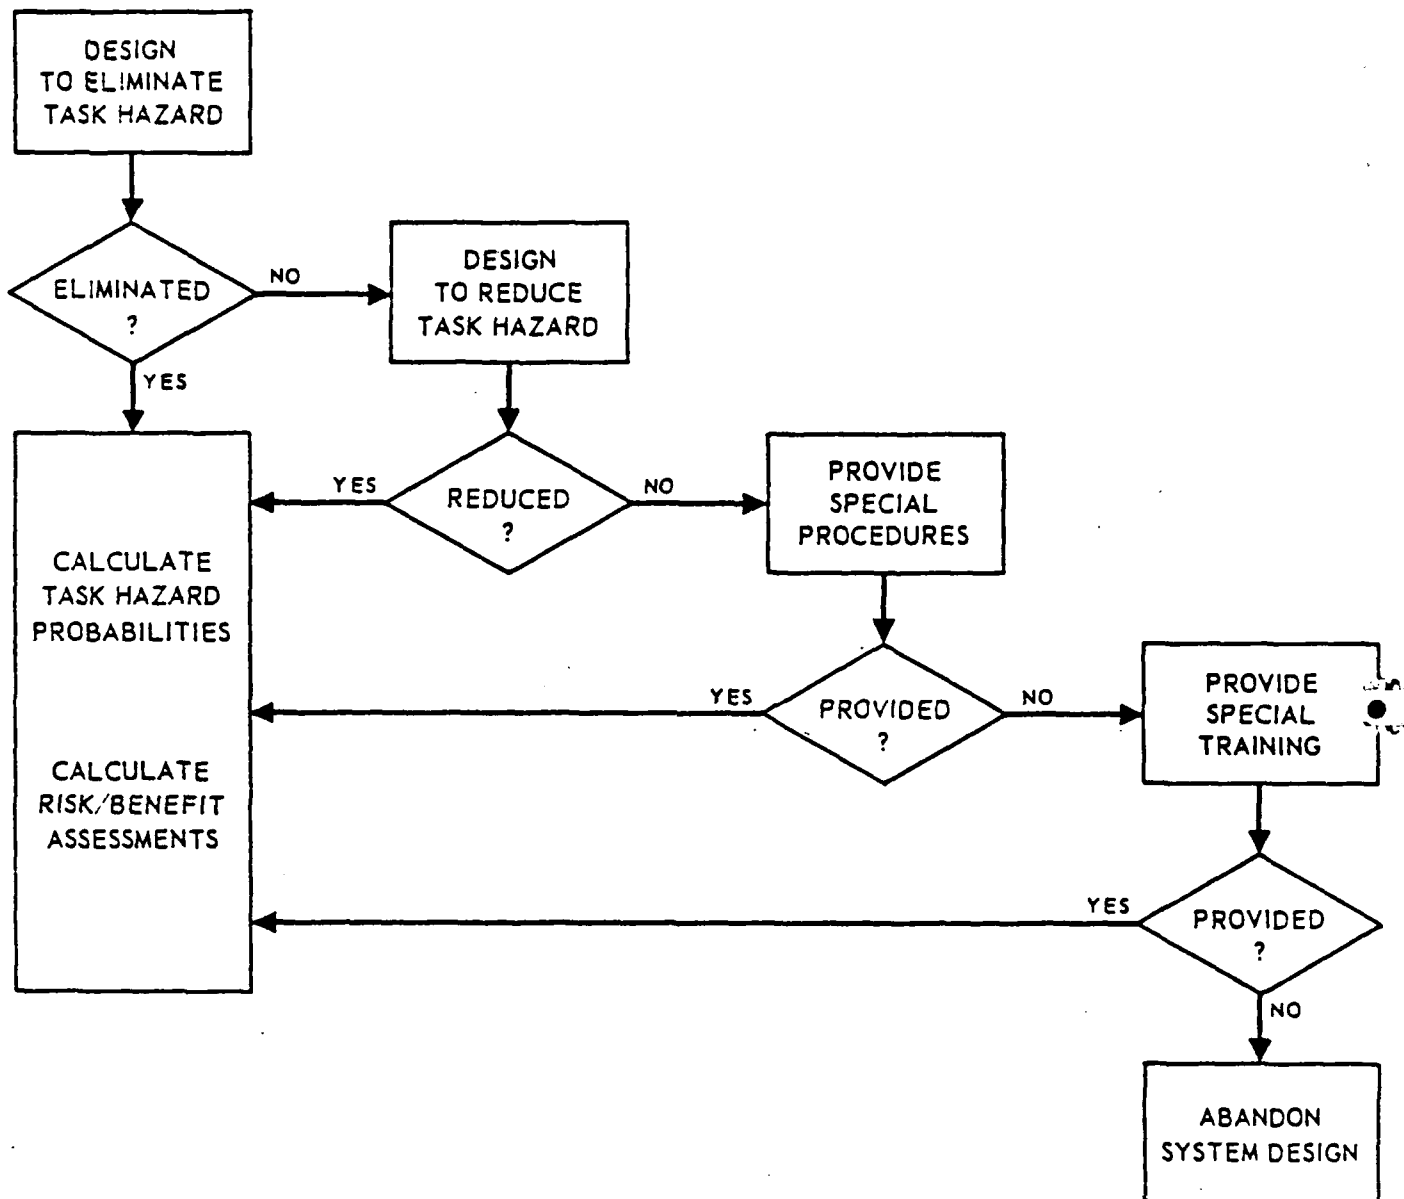 DESIGN
TO ELIMINATE
TASK HAZARD
ELIMINATED
?
NO
YES
DESIGN
TO REDUCE
TASK HAZARD
REDUCED
?
YES
NO
PROVIDE
SPECIAL
PROCEDURES
PROVIDED
?
YES
NO
PROVIDE
SPECIAL
TRAINING
PROVIDED
?
YES
NO
ABANDON
SYSTEM DESIGN
CALCULATE
TASK HAZARD
PROBABILITIES
CALCULATE
RISK/BENEFIT
ASSESSMENTS